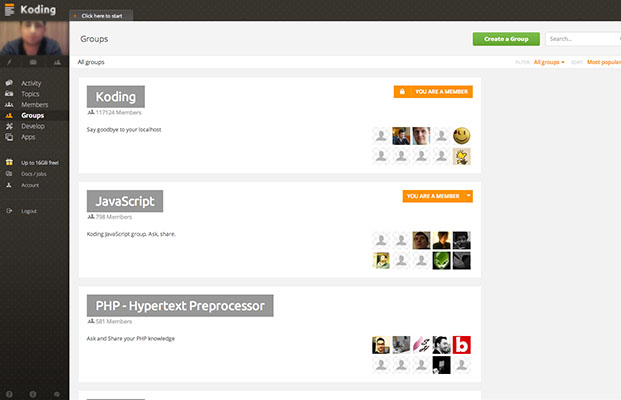 Koding
Click here to start
Groups
Create a Group
Search...
All groups
FILTER: All groups
SORT: Most popular
Activity
Topics
Members
Groups
Develop
Apps
Up to 16GB free!
Docs / Jobs
Account
Logout
Koding
YOU ARE A MEMBER
117124 Members
Say goodbye to your localhost
JavaScript
YOU ARE A MEMBER
798 Members
Koding JavaScript group. Ask, share.
PHP - Hypertext Preprocessor
581 Members
Ask and Share your PHP knowledge
b